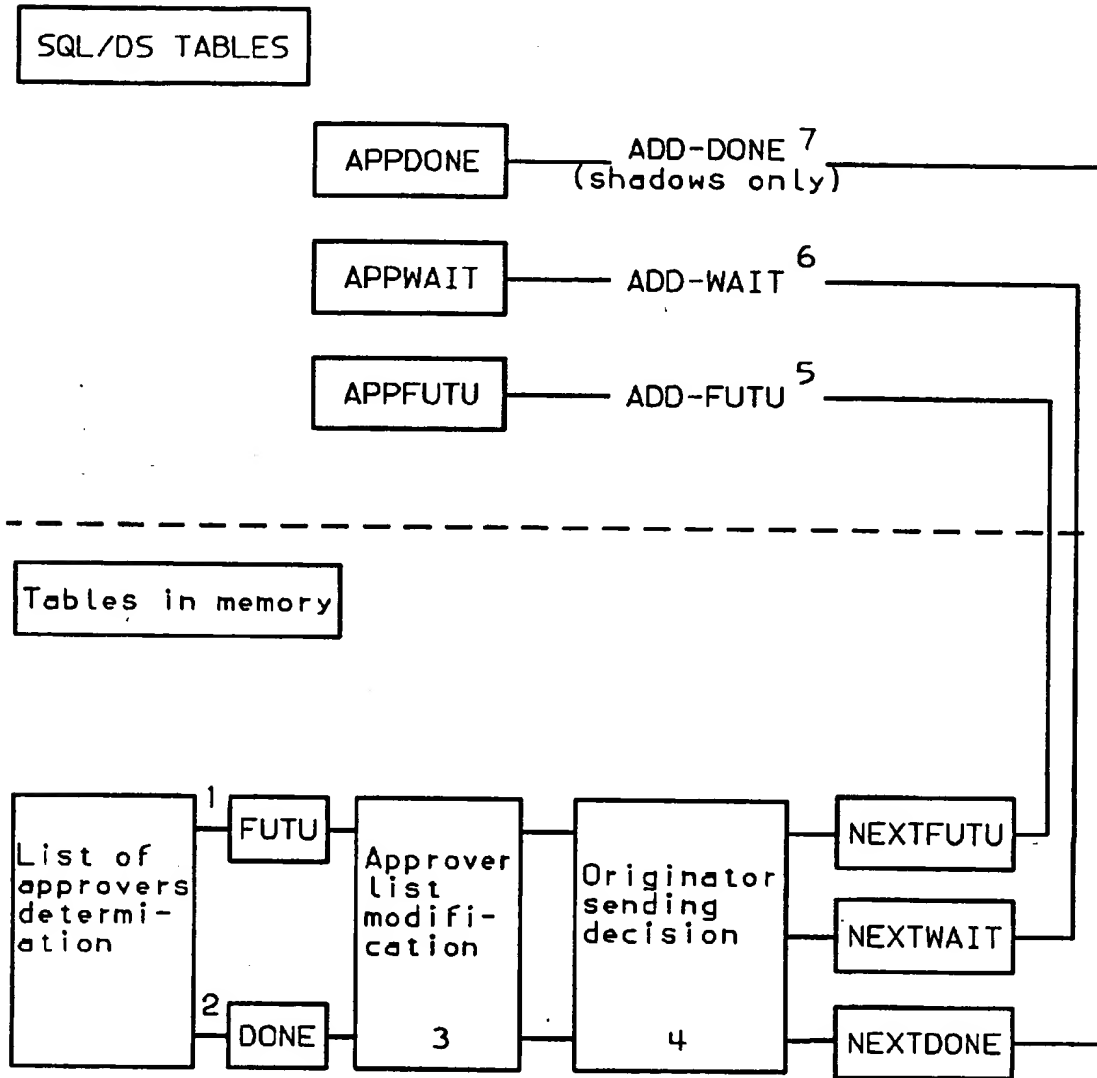 SQL/DS TABLES
APPDONE
ADD-DONE 7
(shadows only)
APPWAIT
ADD-WAIT 6
APPFUTU
ADD-FUTU 5
Tables in memory
List of
approvers
determi-
ation
1
FUTU
2
DONE
Approver
list
modifi-
cation
3
Originator
sending
decision
4
NEXTFUTU
NEXTWAIT
NEXTDONE